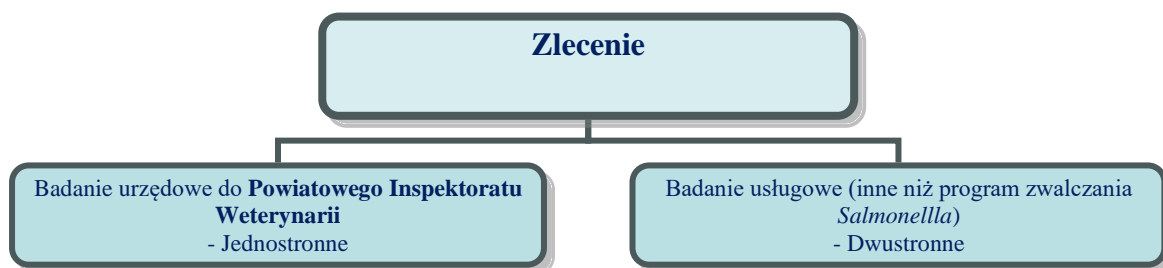 Zlecenie
Badanie urzędowe do Powiatowego Inspektoratu
Weterynarii
- Jednostronne
Badanie usługowe (inne niż program zwalczania
Salmonellla)
- Dwustronne